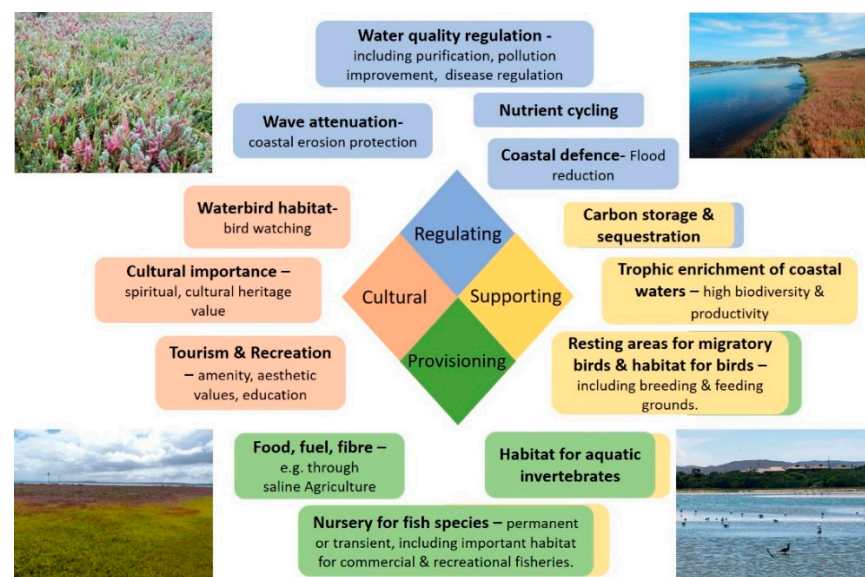 Water quality regulation -
including purification, pollution
improvement, disease regulation
Nutrient cycling
Wave attenuation-
coastal erosion protection
Coastal defence- Flood
reduction
Waterbird habitat-
bird watching
Regulating
Carbon storage &
sequestration
Cultural importance –
spiritual, cultural heritage
value
Cultural
Supporting
Trophic enrichment of coastal
waters – high biodiversity &
productivity
Tourism & Recreation
– amenity, aesthetic
values, education
Provisioning
Resting areas for migratory
birds & habitat for birds –
including breeding & feeding
grounds.
Food, fuel, fibre –
e.g. through
saline Agriculture
Habitat for aquatic
invertebrates
Nursery for fish species – permanent
or transient, including important habitat
for commercial & recreational fisheries.